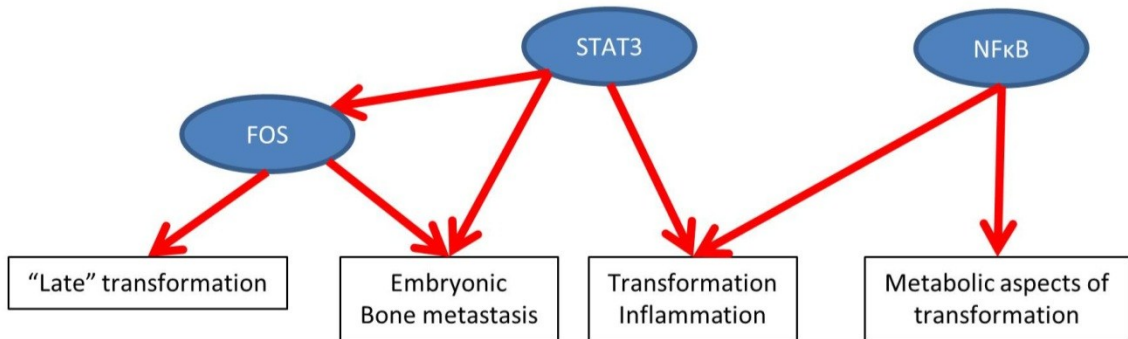 STAT3
NFκB
FOS
“Late” transformation
Embryonic
Bone metastasis
Transformation
Inflammation
Metabolic aspects of
transformation